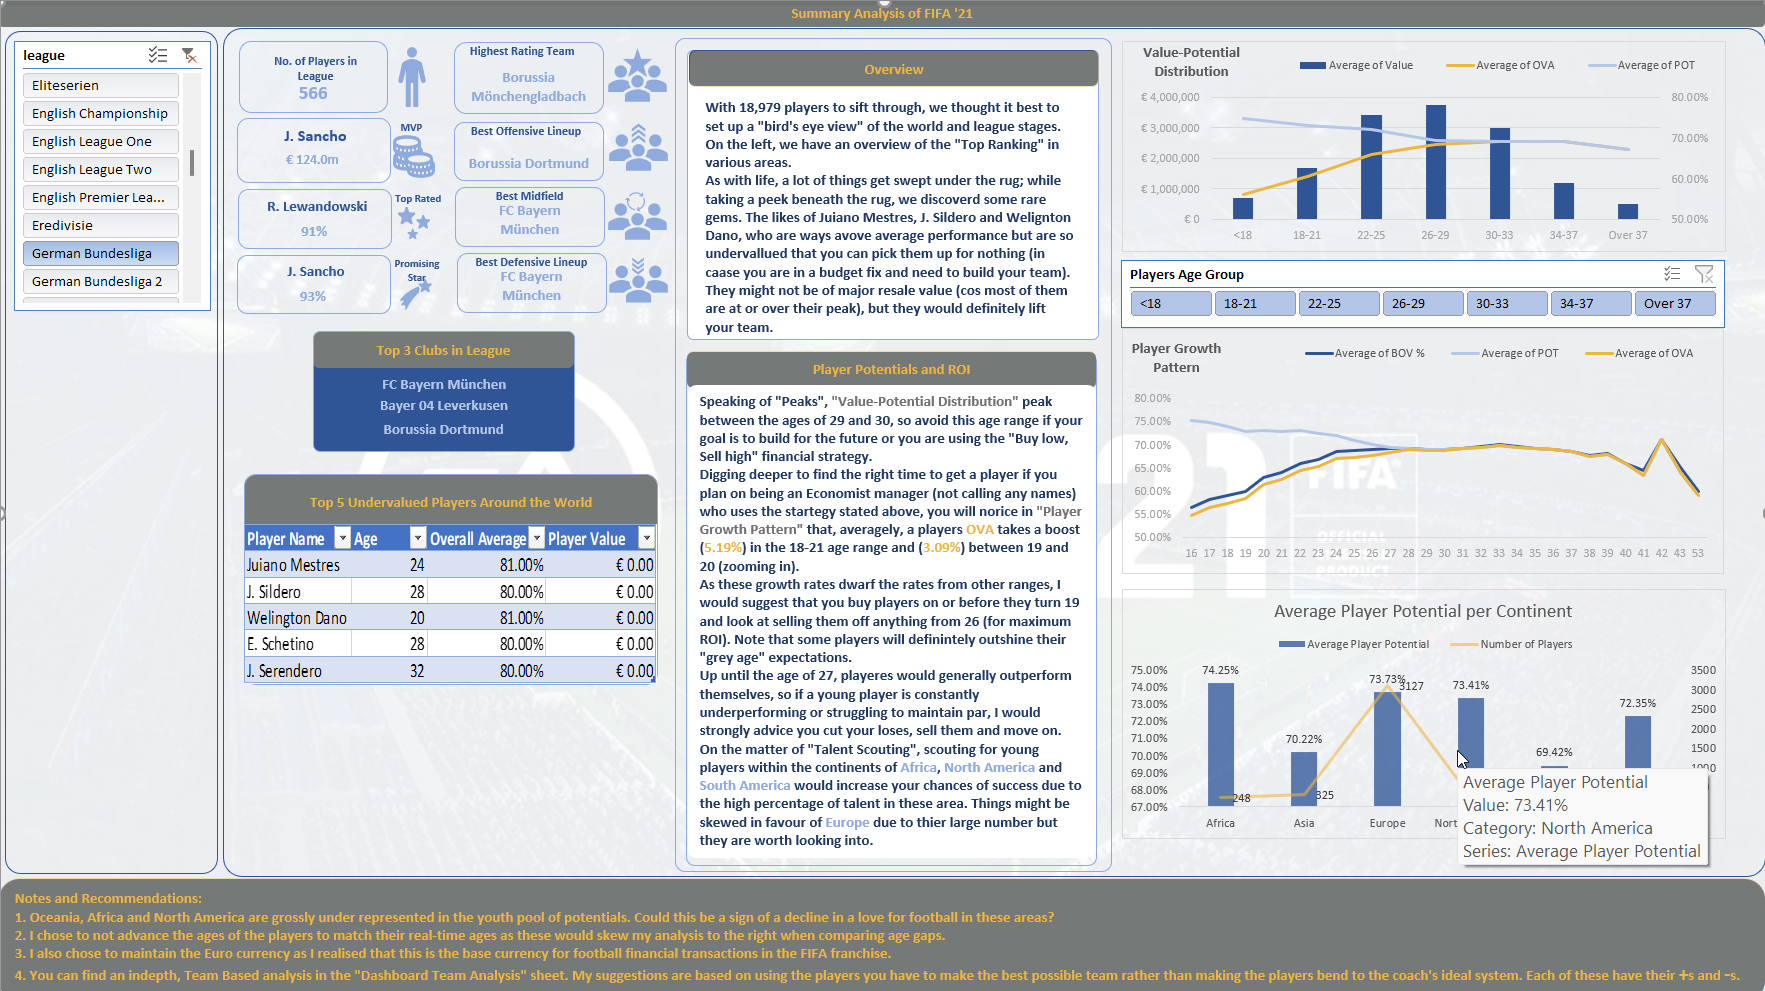 Summary Analysis of FIFA '21
league
Eliteserien
English Championship
English League One
English League Two
English Premier Lea...
Eredivisie
German Bundesliga
German Bundesliga 2
No. of Players in
League
566
J. Sancho
€ 124.0m
MVP
R. Lewandowski
91%
Top Rated
J. Sancho
93%
Promising
Star
Highest Rating Team
Borussia
Mönchengladbach
Best Offensive Lineup
Borussia Dortmund
Best Midfield
FC Bayern
München
Best Defensive Lineup
FC Bayern
München
Top 3 Clubs in League
FC Bayern München
Bayer 04 Leverkusen
Borussia Dortmund
Top 5 Undervalued Players Around the World
Player Name Age Overall Average Player Value
Juiano Mestres 24 81.00% € 0.00
J. Sildero 28 80.00% € 0.00
Welington Dano 20 81.00% € 0.00
E. Schetino 28 80.00% € 0.00
J. Serendero 32 80.00% € 0.00
Overview
With 18,979 players to sift through, we thought it best to
set up a "bird's eye view" of the world and league stages.
On the left, we have an overview of the "Top Ranking" in
various areas.
As with life, a lot of things get swept under the rug; while
taking a peek beneath the rug, we discoverd some rare
gems. The likes of Juiano Mestres, J. Sildero and Welignton
Dano, who are ways avove average performance but are so
undervallued that you can pick them up for nothing (in
case you are in a budget fix and need to build your team).
They might not be of major resale value (cos most of them
are at or over their peak), but they would definitely lift
your team.
Player Potentials and ROI
Speaking of "Peaks", "Value-Potential Distribution" peak
between the ages of 29 and 30, so avoid this age range if your
goal is to build for the future or you are using the "Buy low,
Sell high" financial strategy.
Digging deeper to find the right time to get a player if you
plan on being an Economist manager (not calling any names)
who uses the startegy stated above, you will norice in "Player
Growth Pattern" that, averagely, a players OVA takes a boost
(5.19%) in the 18-21 age range and (3.09%) between 19 and
20 (zooming in).
As these growth rates dwarf the rates from other ranges, I
would suggest that you buy players on or before they turn 19
and look at selling them off anything from 26 (for maximum
ROI). Note that some players will definintely outshine their
"grey age" expectations.
Up until the age of 27, playeres would generally outperform
themselves, so if a young player is constantly
underperforming or struggling to maintain par, I would
strongly advice you cut your loses, sell them and move on.
On the matter of "Talent Scouting", scouting for young
players within the continents of Africa, North America and
South America would increase your chances of success due to
the high percentage of talent in these area. Things might be
skewed in favour of Europe due to thier large number but
they are worth looking into.
Value-Potential
Distribution
Average of Value Average of OVA Average of POT
€ 4,000,000 80.00%
€ 3,000,000 70.00%
€ 2,000,000
€ 1,000,000 60.00%
€ 0 50.00%
<18 18-21 22-25 26-29 30-33 34-37 Over 37
Players Age Group
<18 18-21 22-25 26-29 30-33 34-37 Over 37
Player Growth
Pattern
Average of BOV % Average of POT Average of OVA
80.00%
75.00%
70.00%
65.00%
60.00%
55.00%
50.00%
16 17 18 19 20 21 22 23 24 25 26 27 28 29 30 31 32 33 34 35 36 37 38 39 40 41 42 43 53
21
FIFA
OFFICIAL
PRODUCT
Average Player Potential per Continent
Average Player Potential Number of Players
75.00% 74.25% 73.73% 3127 73.41% 3500
74.00% 3000
73.00% 72.35% 2500
72.00% 2000
71.00% 70.22% 69.42% 1500
70.00% 1000
69.00%
68.00% 248 325
67.00%
Africa Asia Europe Nort
Average Player Potential
Value: 73.41%
Category: North America
Series: Average Player Potential
Notes and Recommendations:
1. Oceania, Africa and North America are grossly under represented in the youth pool of potentials. Could this be a sign of a decline in a love for football in these areas?
2. I chose to not advance the ages of the players to match their real-time ages as these would skew my analysis to the right when comparing age gaps.
3. I also chose to maintain the Euro currency as I realised that this is the base currency for football financial transactions in the FIFA franchise.
4. You can find an indepth, Team Based analysis in the "Dashboard Team Analysis" sheet. My suggestions are based on using the players you have to make the best possible team rather than making the players bend to the coach's ideal system. Each of these have their +s and -s.